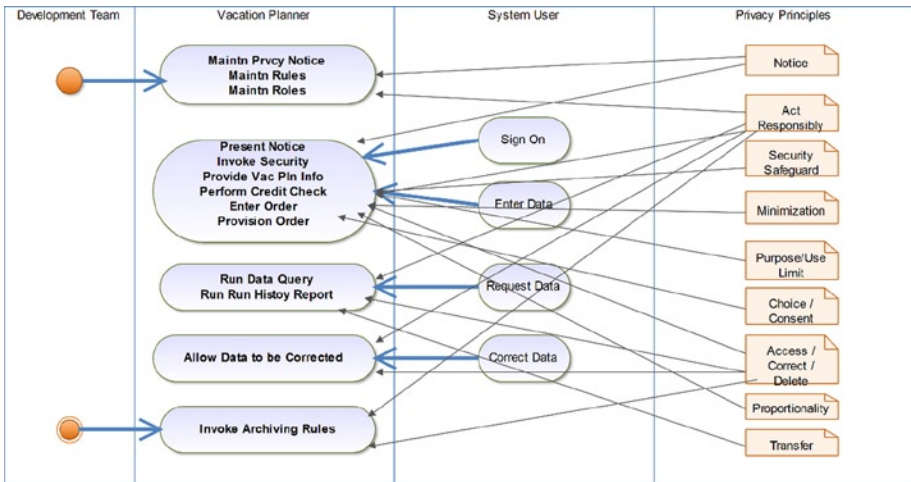 Development Team
Vacation Planner
System User
Privacy Principles
Maintn Prvcy Notice
Maintn Rules
Maintn Roles
Present Notice
Invoke Security
Provide Vac Pln Info
Perform Credit Check
Enter Order
Provision Order
Run Data Query
Run Run Histoy Report
Allow Data to be Corrected
Invoke Archiving Rules
Sign On
Enter Data
Request Data
Correct Data
Notice
Act
Responsibly
Security
Safeguard
Minimization
Purpose/Use
Limit
Choice /
Consent
Access /
Correct /
Delete
Proportionality
Transfer